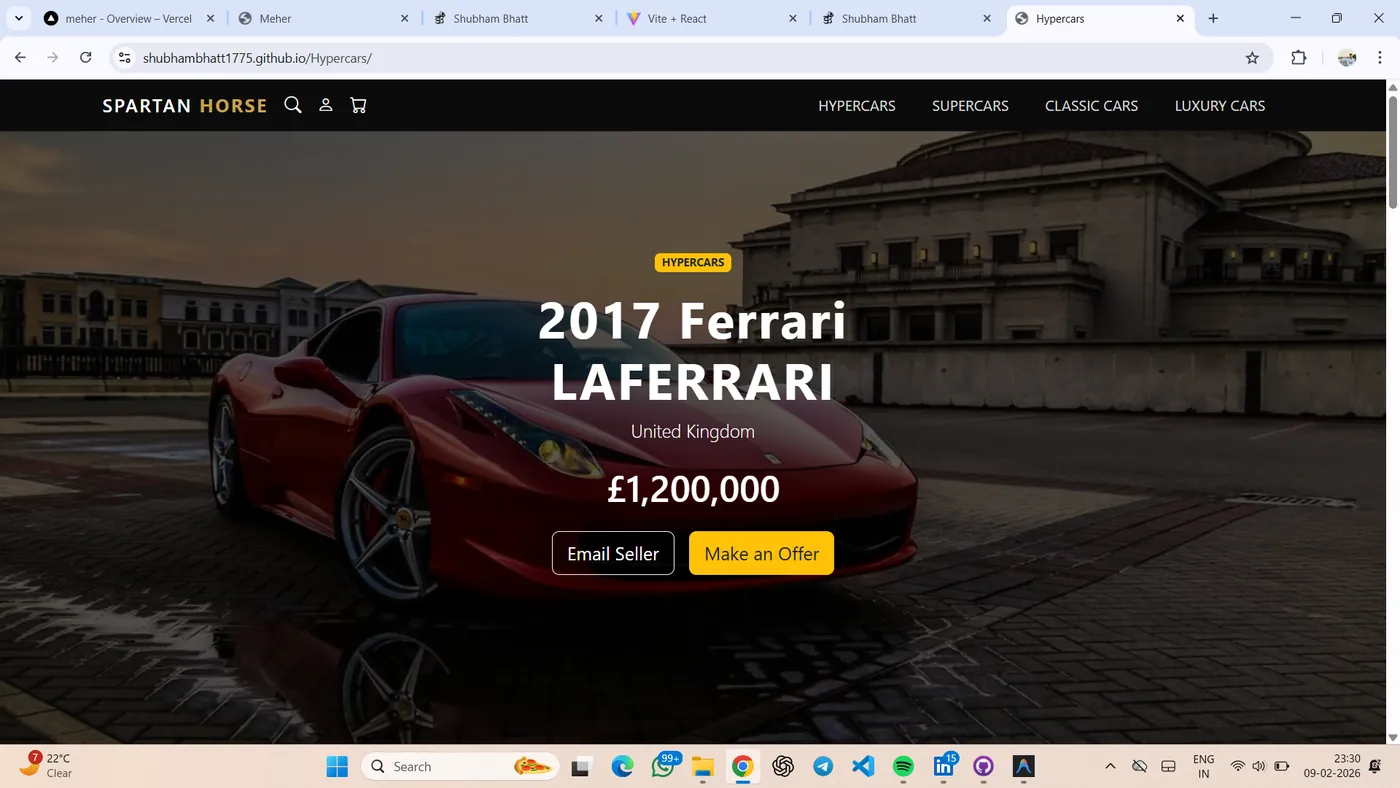 meher - Overview – Vercel
Meher
Shubham Bhatt
Vite + React
Shubham Bhatt
Hypercars
shubhambhatt1775.github.io/Hypercars/
SPARTAN HORSE
HYPERCARS
SUPERCARS
CLASSIC CARS
LUXURY CARS
HYPERCARS
2017 Ferrari
LAFERRARI
United Kingdom
£1,200,000
Email Seller
Make an Offer
7
22°C
Clear
Search
99+
15
ENG
IN
23:30
09-02-2026